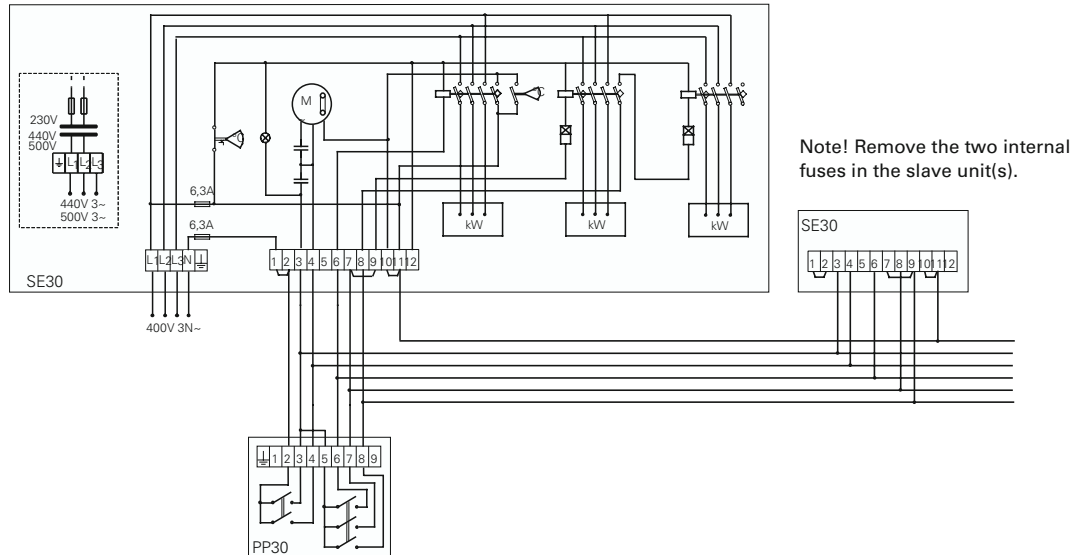 M
230V
440V
500V
L1 L2 L3
440V 3~
500V 3~
6,3A
6,3A
kW
kW
kW
L1 L2 L3 N
1 2 3 4 5 6 7 8 9 10 11 12
SE30
400V 3N~
Note! Remove the two internal
fuses in the slave unit(s).
SE30
1 2 3 4 5 6 7 8 9 10 11 12
1 2 3 4 5 6 7 8 9
PP30